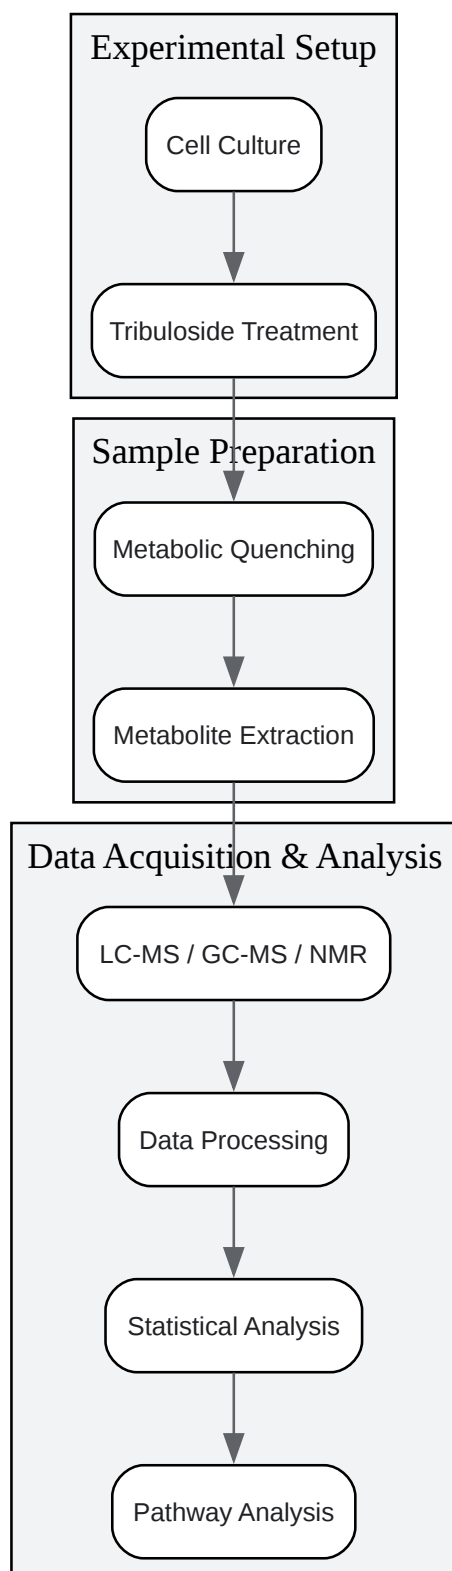 Experimental Setup
Cell Culture
Tribuloside Treatment
Sample Preparation
Metabolic Quenching
Metabolite Extraction
Data Acquisition & Analysis
LC-MS / GC-MS / NMR
Data Processing
Statistical Analysis
Pathway Analysis